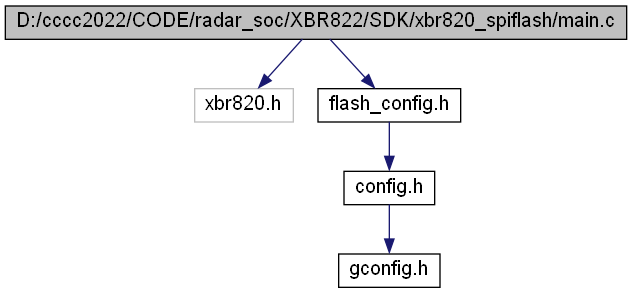 D:/cccc2022/CODE/radar_soc/XBR822/SDK/xbr820_spiflash/main.c
xbr820.h
flash_config.h
config.h
gconfig.h